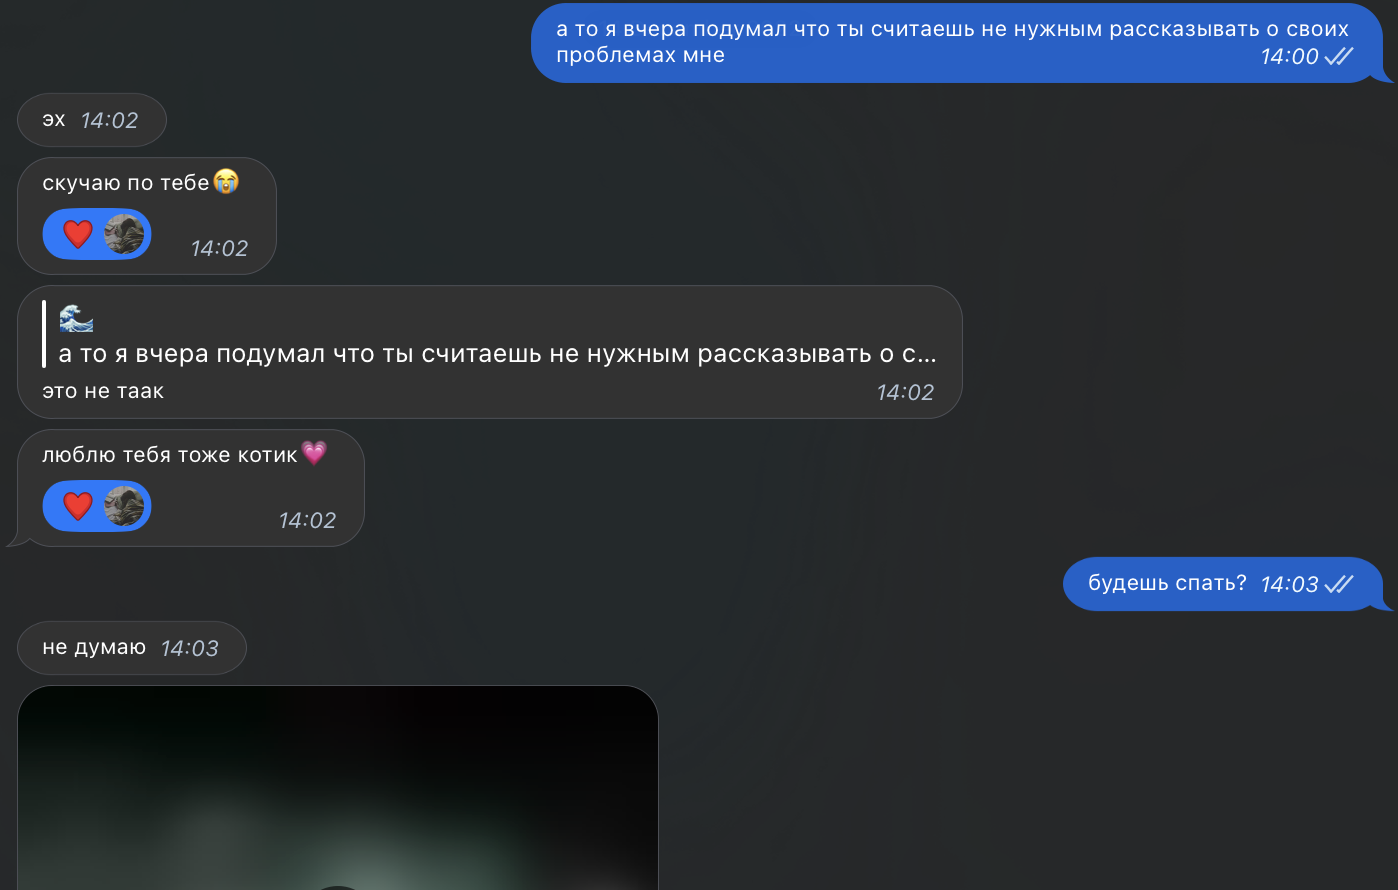 а то я вчера подумал что ты считаешь не нужным рассказывать о своих
проблемах мне 14:00
эх 14:02
скучаю по тебе😭
❤️ 14:02
🌊
а то я вчера подумал что ты считаешь не нужным рассказывать о с...
это не таак 14:02
люблю тебя тоже котик💗
❤️ 14:02
будешь спать? 14:03
не думаю 14:03